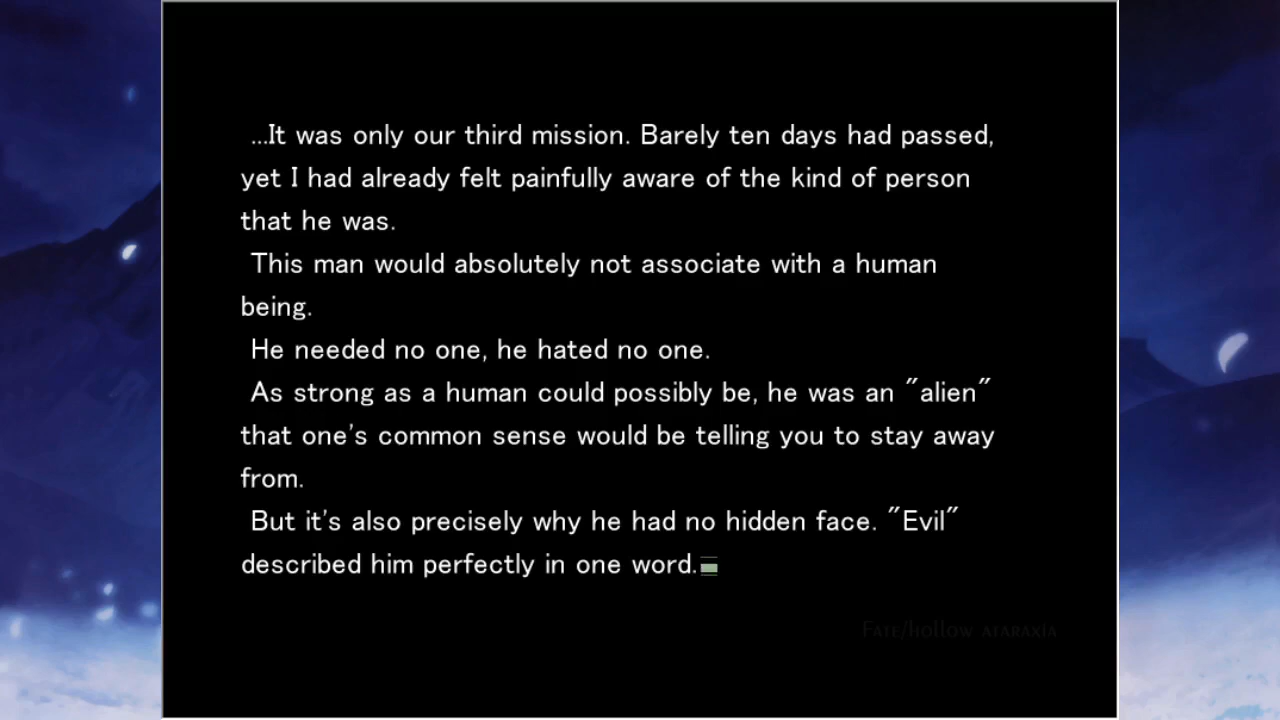 ...It was only our third mission. Barely ten days had passed,
yet I had already felt painfully aware of the kind of person
that he was.
This man would absolutely not associate with a human
being.
He needed no one, he hated no one.
As strong as a human could possibly be, he was an "alien"
that one's common sense would be telling you to stay away
from.
But it's also precisely why he had no hidden face. "Evil"
described him perfectly in one word.
Fate/hollow ataraxia